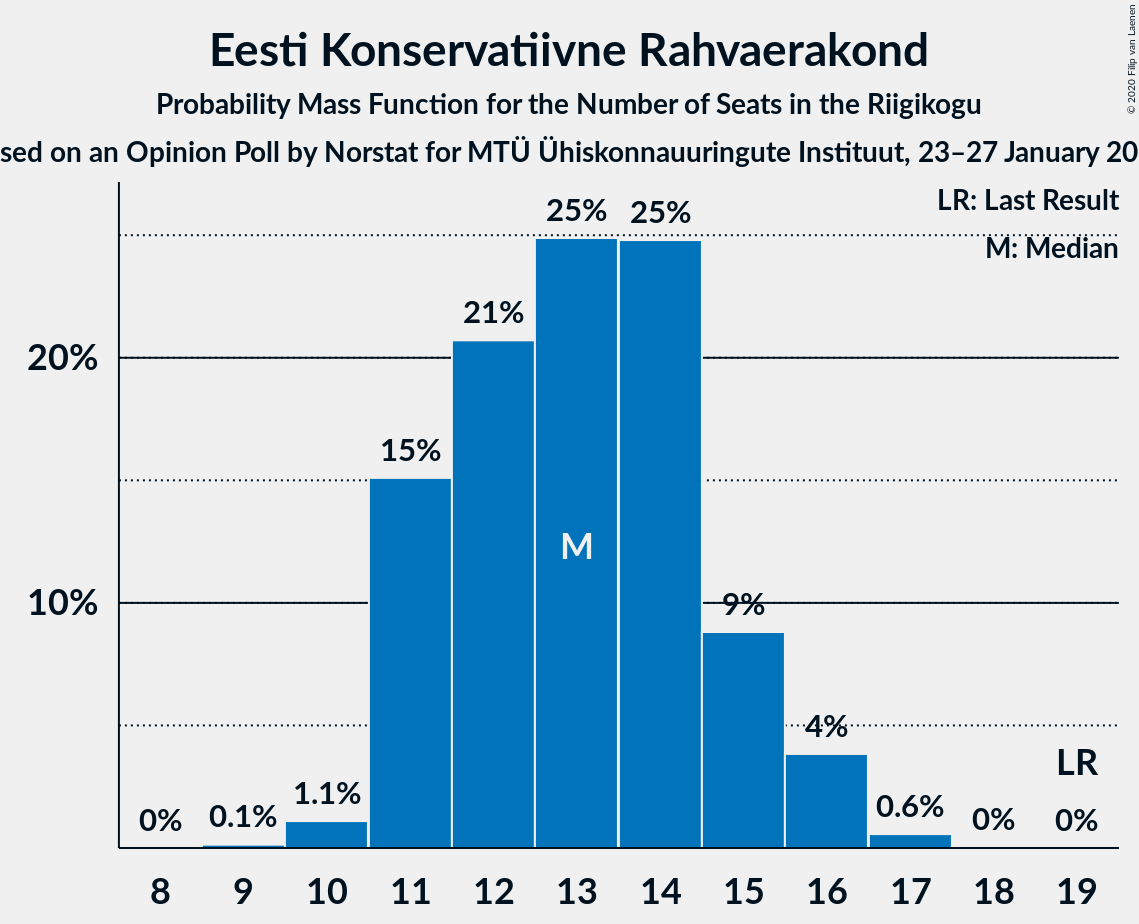 Eesti Konservatiivne Rahvaerakond
Probability Mass Function for the Number of Seats in the Riigikogu
sed on an Opinion Poll by Norstat for MTÜ Ühiskonnauuringute Instituut, 23–27 January 20
© 2020 Filip van Laenen
LR: Last Result
M: Median
25% 25%
21%
20%
15%
M
10% 9%
4%
LR
0% 0.1% 1.1% 0.6% 0% 0%
8 9 10 11 12 13 14 15 16 17 18 19